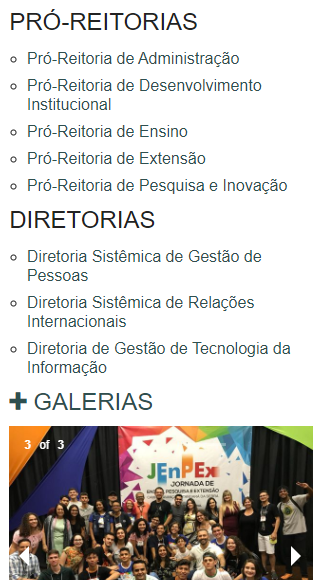 PRÓ-REITORIAS
Pró-Reitoria de Administração
Pró-Reitoria de Desenvolvimento
Institucional
Pró-Reitoria de Ensino
Pró-Reitoria de Extensão
Pró-Reitoria de Pesquisa e Inovação
DIRETORIAS
Diretoria Sistêmica de Gestão de
Pessoas
Diretoria Sistêmica de Relações
Internacionais
Diretoria de Gestão de Tecnologia da
Informação
GALERIAS
3 of 3
JEnPEx
JORNADA DE
PESQUISA e EXTENSÃO